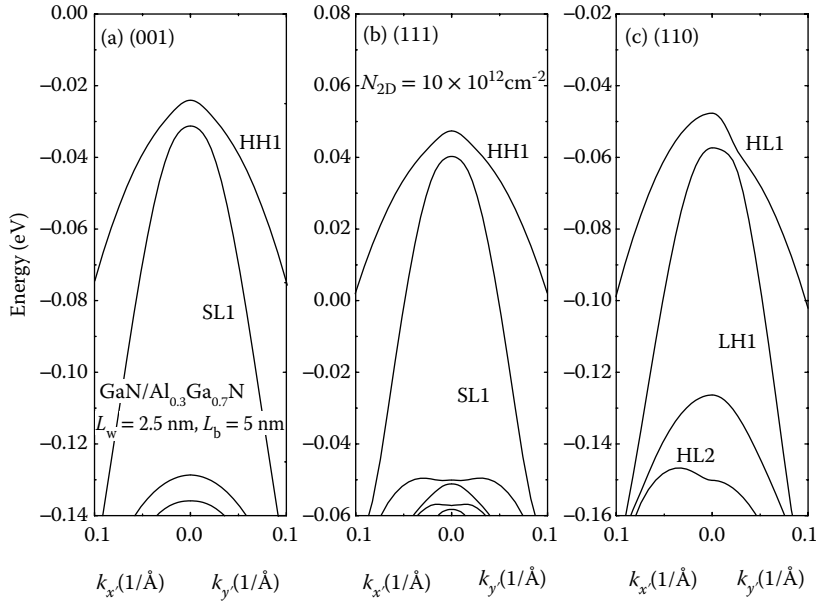 (a) (001)
(b) (111)
(c) (110)
N2D = 10 × 10^12 cm^-2
Energy (eV)
0.00
−0.02
−0.04
−0.06
−0.08
−0.10
−0.12
−0.14
HH1
SL1
GaN/Al0.3Ga0.7N
Lw = 2.5 nm, Lb = 5 nm
0.1
0.0
0.1
kx′(1/Å)
ky′(1/Å)
0.08
0.06
0.04
0.02
0.00
−0.02
−0.04
−0.06
HH1
SL1
0.1
0.0
0.1
kx′(1/Å)
ky′(1/Å)
−0.04
−0.06
−0.08
−0.10
−0.12
−0.14
−0.16
HL1
LH1
HL2
0.1
0.0
0.1
kx′(1/Å)
ky′(1/Å)